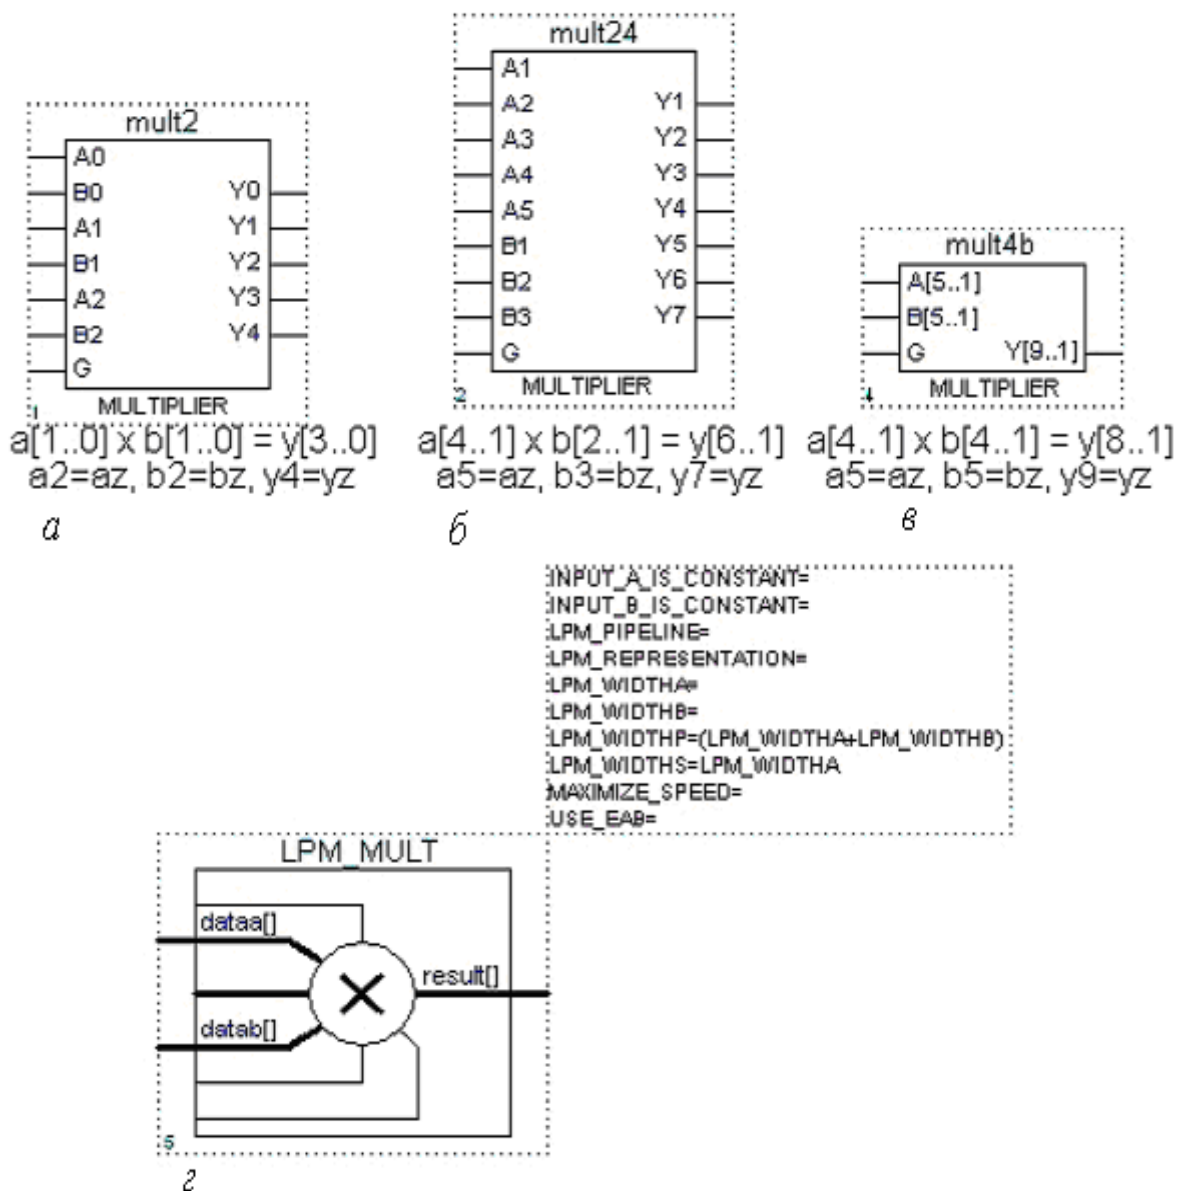 mult2
A0
B0
A1
B1
A2
B2
G
Y0
Y1
Y2
Y3
Y4
1
MULTIPLIER
a[1..0] x b[1..0] = y[3..0]
a2=az, b2=bz, y4=yz
а
mult24
A1
A2
A3
A4
A5
B1
B2
B3
G
Y1
Y2
Y3
Y4
Y5
Y6
Y7
2
MULTIPLIER
a[4..1] x b[2..1] = y[6..1]
a5=az, b3=bz, y7=yz
б
mult4b
A[5..1]
B[5..1]
G
Y[9..1]
4
MULTIPLIER
a[4..1] x b[4..1] = y[8..1]
a5=az, b5=bz, y9=yz
в
INPUT_A_IS_CONSTANT=
INPUT_B_IS_CONSTANT=
LPM_PIPELINE=
LPM_REPRESENTATION=
LPM_WIDTHA=
LPM_WIDTHB=
LPM_WIDTHP=(LPM_WIDTHA+LPM_WIDTHB)
LPM_WIDTHS=LPM_WIDTHA
MAXIMIZE_SPEED=
USE_EAB=
LPM_MULT
dataa[]
result[]
datab[]
5
г